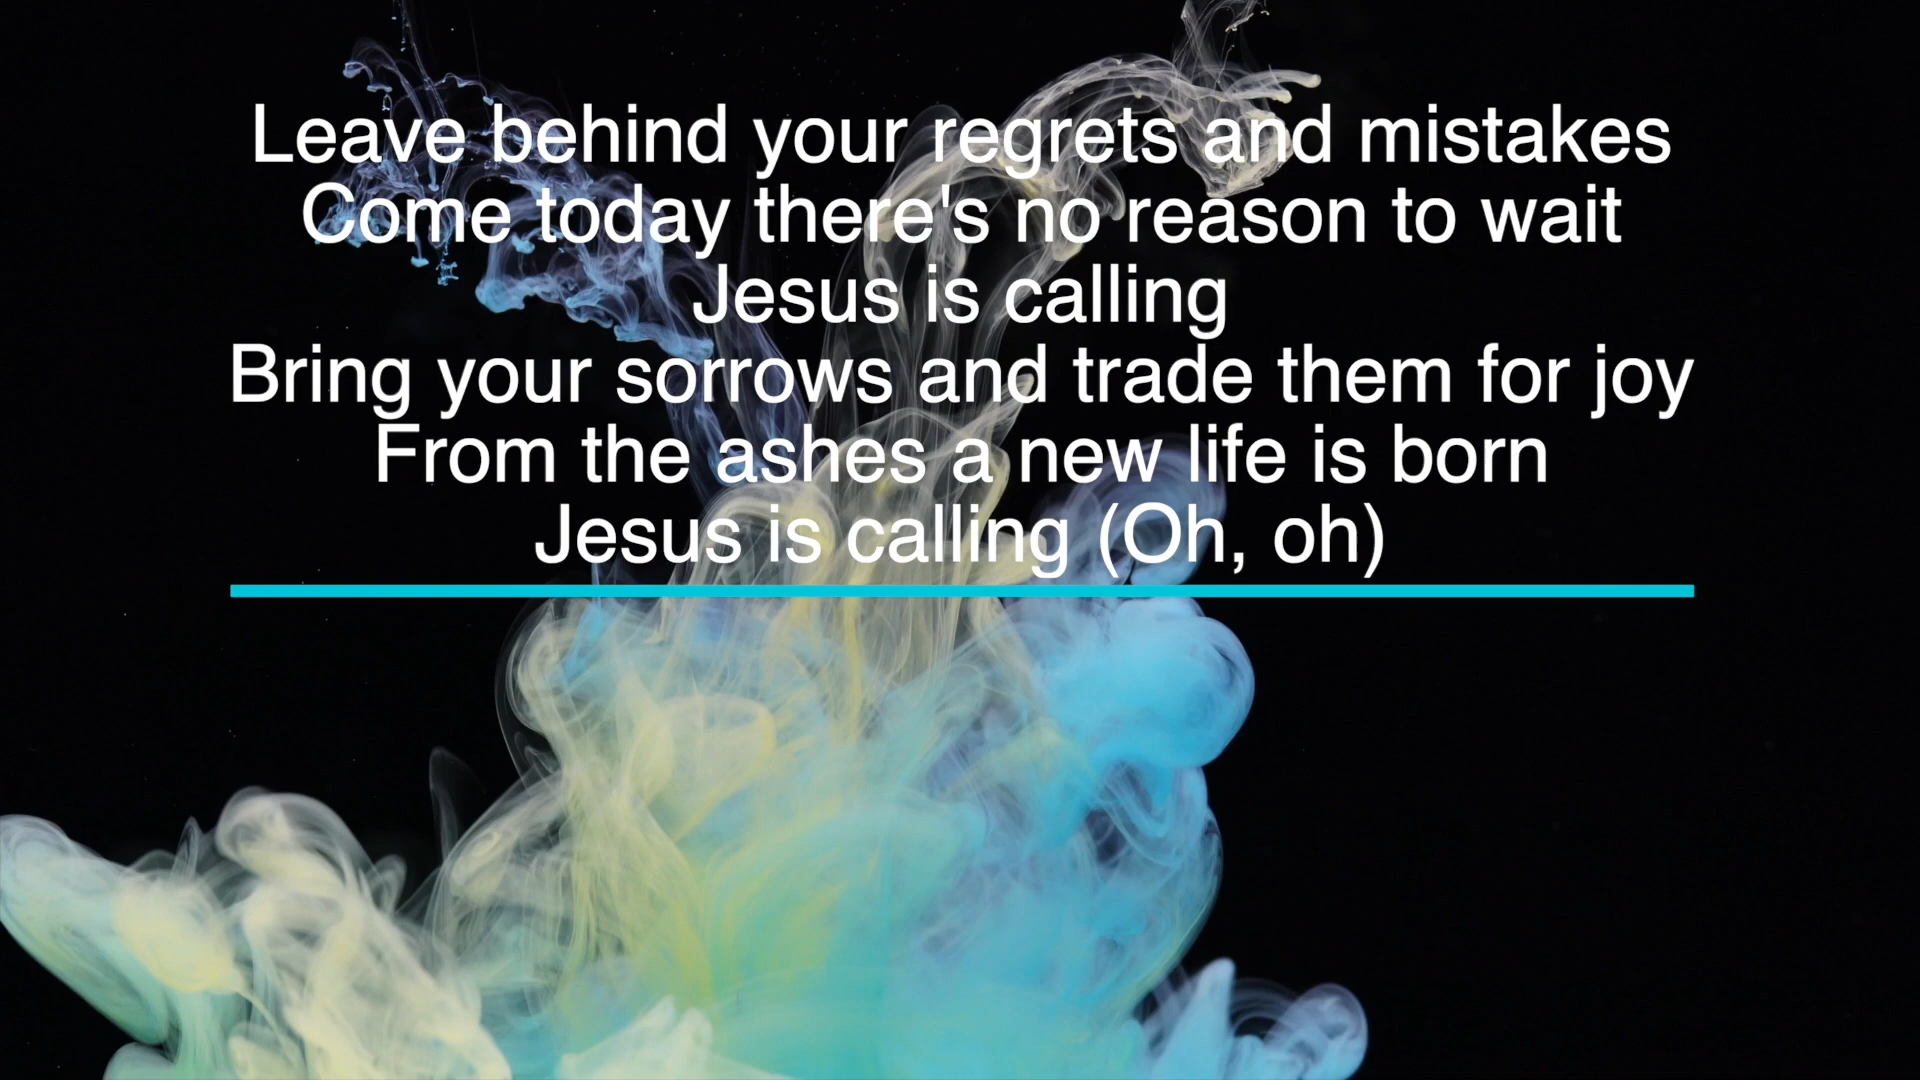 Leave behind your regrets and mistakes
Come today there's no reason to wait
Jesus is calling
Bring your sorrows and trade them for joy
From the ashes a new life is born
Jesus is calling (Oh, oh)